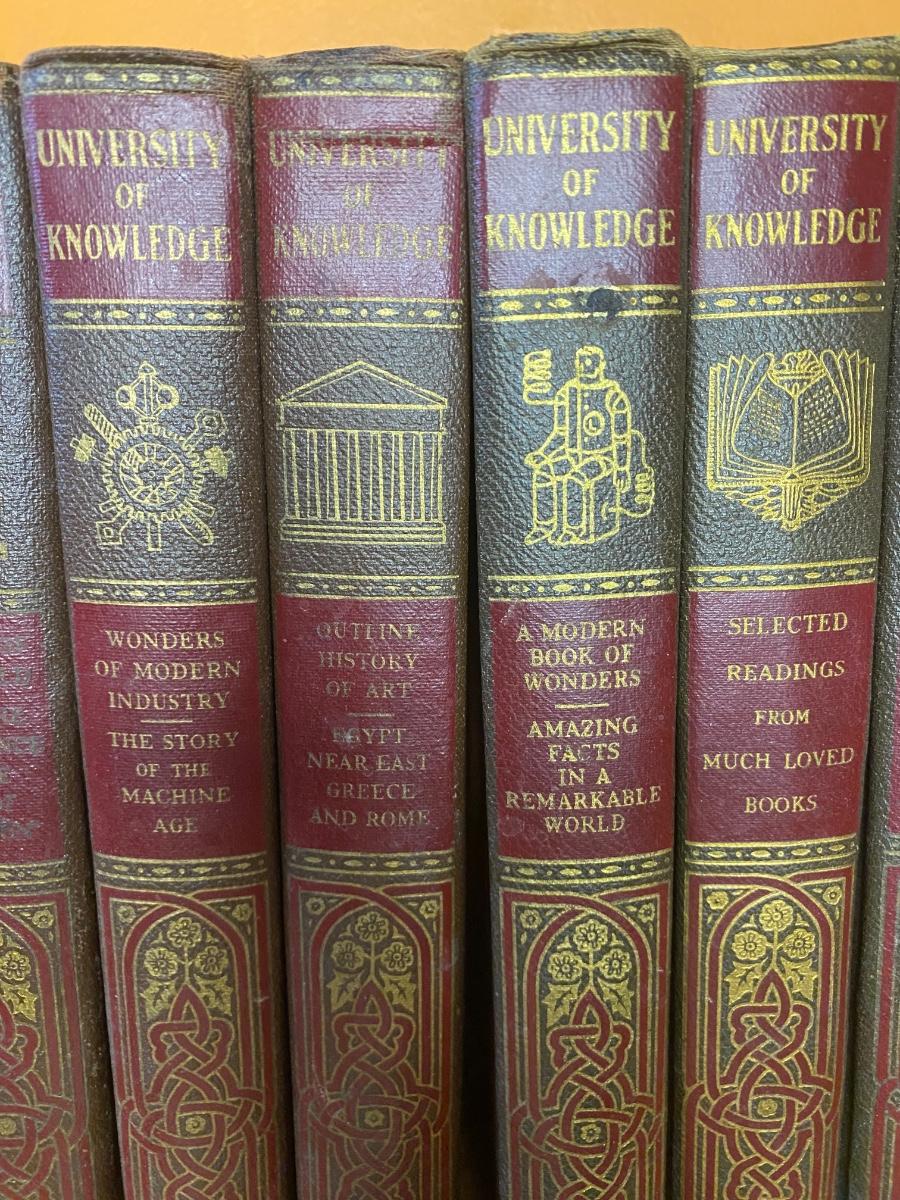 UNIVERSITY
OF
KNOWLEDGE
WONDERS
OF MODERN
INDUSTRY
THE STORY
OF THE
MACHINE
AGE
UNIVERSITY
OF
KNOWLEDGE
OUTLINE
HISTORY
OF ART
EGYPT
NEAR EAST
GREECE
AND ROME
UNIVERSITY
OF
KNOWLEDGE
A MODERN
BOOK OF
WONDERS
AMAZING
FACTS
IN A
REMARKABLE
WORLD
UNIVERSITY
OF
KNOWLEDGE
SELECTED
READINGS
FROM
MUCH LOVED
BOOKS